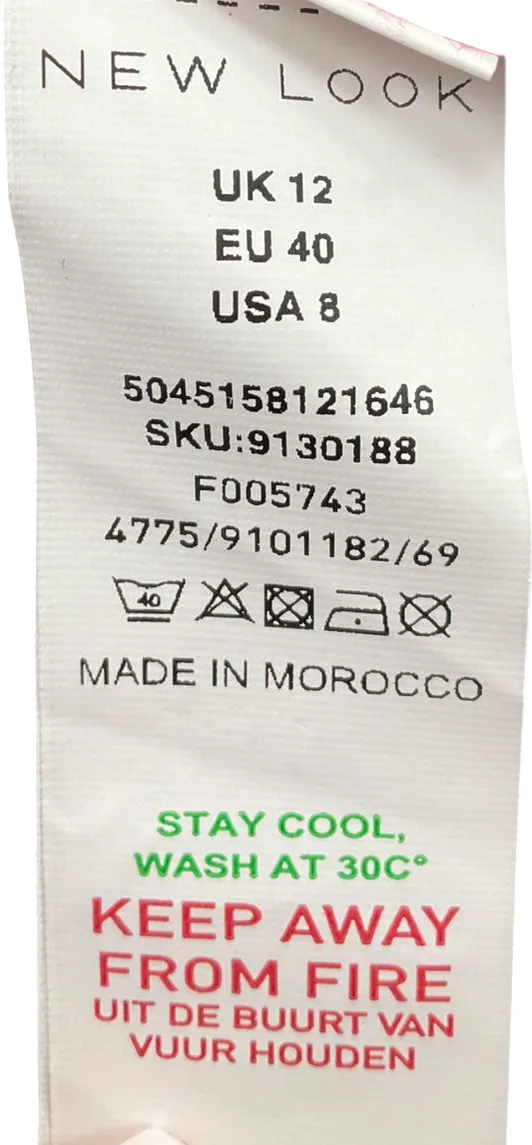 NEW LOOK
UK 12
EU 40
USA 8
5045158121646
SKU:9130188
F005743
4775/9101182/69
40
MADE IN MOROCCO
STAY COOL,
WASH AT 30C°
KEEP AWAY
FROM FIRE
UIT DE BUURT VAN
VUUR HOUDEN